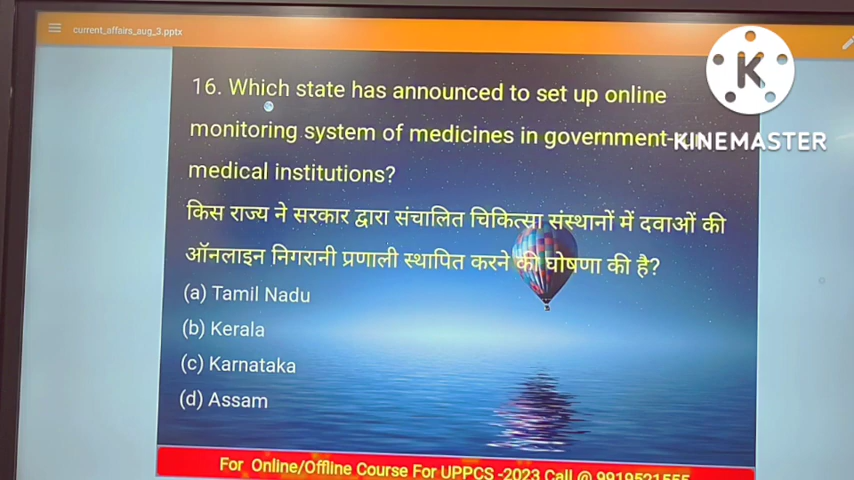 current_affairs_aug_3.pptx
K
KINEMASTER
16. Which state has announced to set up online
monitoring system of medicines in government-run
medical institutions?
किस राज्य ने सरकार द्वारा संचालित चिकित्सा संस्थानों में दवाओं की
ऑनलाइन निगरानी प्रणाली स्थापित करने की घोषणा की है?
(a) Tamil Nadu
(b) Kerala
(c) Karnataka
(d) Assam
For Online/Offline Course For UPPCS -2023 Call @ 9919521555